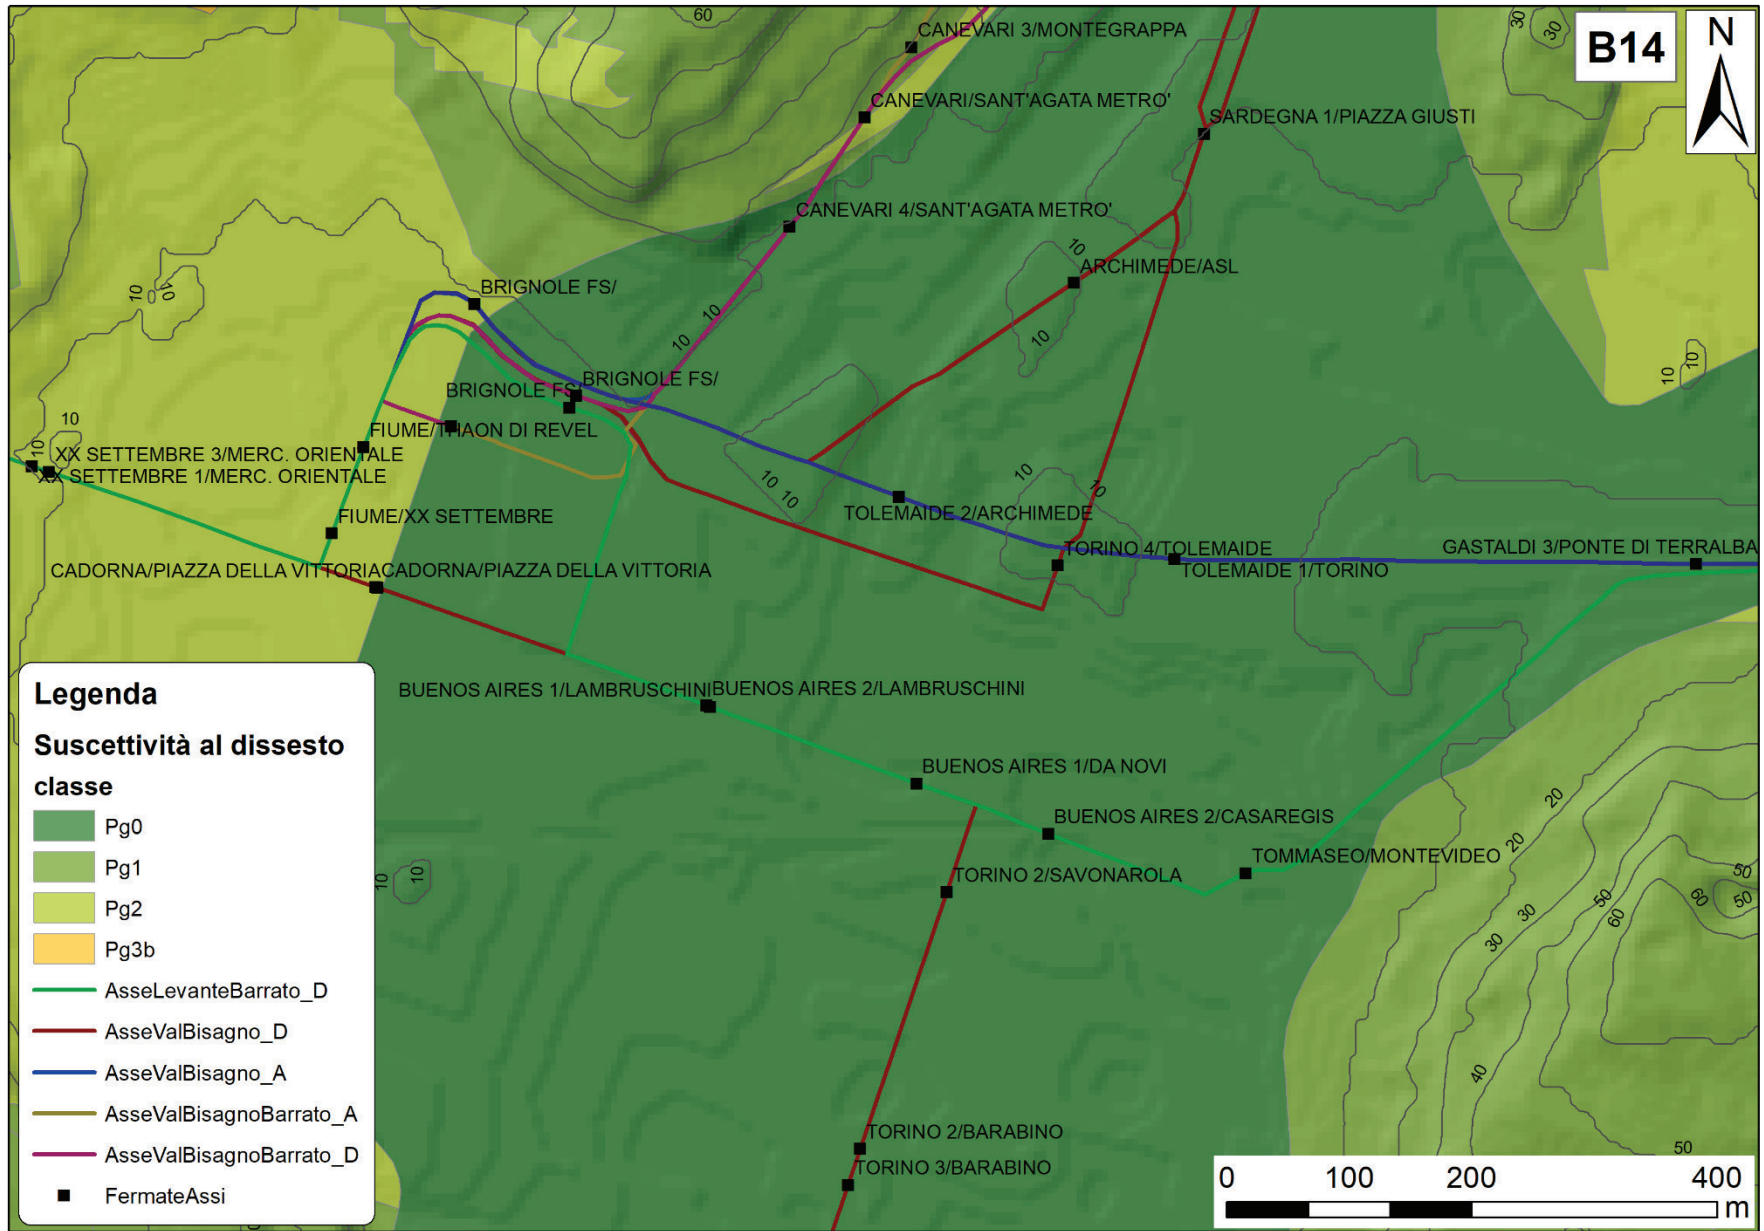 60
CANEVARI 3/MONTEGRAPPA
30
30
B14
N
CANEVARI/SANT'AGATA METRO'
SARDEGNA 1/PIAZZA GIUSTI
CANEVARI 4/SANT'AGATA METRO'
10
ARCHIMEDE/ASL
10
0
10
BRIGNOLE FS/
10
10
10
10
10
BRIGNOLE FS/
BRIGNOLE FS/
10
10
FIUME/THAON DI REVEL
10
XX SETTEMBRE 3/MERC. ORIENTALE
XX SETTEMBRE 1/MERC. ORIENTALE
10
10
10
10
TOLEMAIDE 2/ARCHIMEDE
FIUME/XX SETTEMBRE
TORINO 4/TOLEMAIDE
GASTALDI 3/PONTE DI TERRALBA
CADORNA/PIAZZA DELLA VITTORIA
CADORNA/PIAZZA DELLA VITTORIA
TOLEMAIDE 1/TORINO
BUENOS AIRES 1/LAMBRUSCHINI
BUENOS AIRES 2/LAMBRUSCHINI
BUENOS AIRES 1/DA NOVI
BUENOS AIRES 2/CASAREGIS
TOMMASEO/MONTEVIDEO
TORINO 2/SAVONAROLA
10
10
20
20
30
30
50
60
40
50
60
50
50
TORINO 2/BARABINO
TORINO 3/BARABINO
Legenda
Suscettività al dissesto
classe
Pg0
Pg1
Pg2
Pg3b
AsseLevanteBarrato_D
AsseValBisagno_D
AsseValBisagno_A
AsseValBisagnoBarrato_A
AsseValBisagnoBarrato_D
FermateAssi
0 100 200 400
m